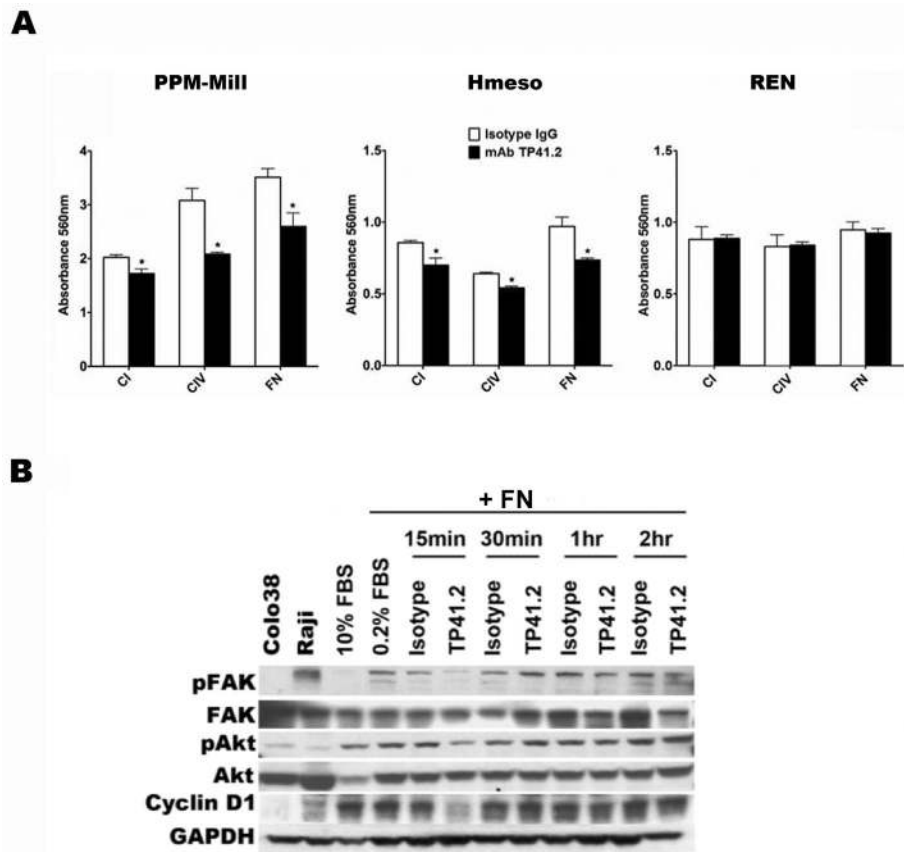 A
PPM-Mill
Hmeso
REN
Isotype IgG
mAb TP41.2
Absorbance 560nm
4
3
2
1
0
*
*
*
CI
CIV
FN
Absorbance 560nm
1.5
1.0
0.5
0.0
*
*
*
CI
CIV
FN
Absorbance 560nm
1.5
1.0
0.5
0.0
CI
CIV
FN
B
+ FN
15min 30min 1hr 2hr
Colo38
Raji
10% FBS
0.2% FBS
Isotype
TP41.2
Isotype
TP41.2
Isotype
TP41.2
Isotype
TP41.2
pFAK
FAK
pAkt
Akt
Cyclin D1
GAPDH